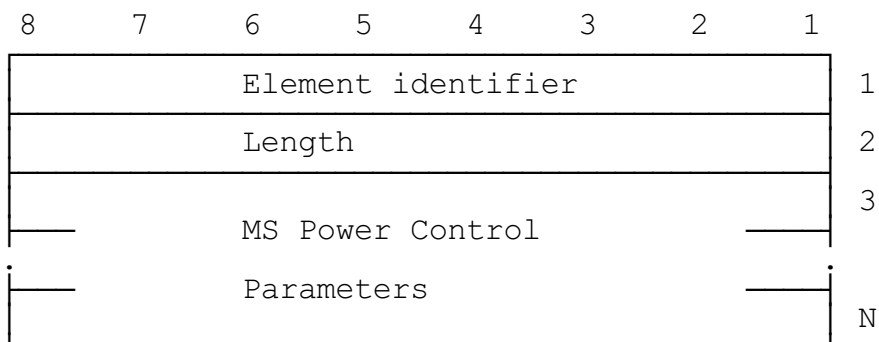 8 7 6 5 4 3 2 1
Element identifier 1
Length 2
3
MS Power Control
Parameters
N